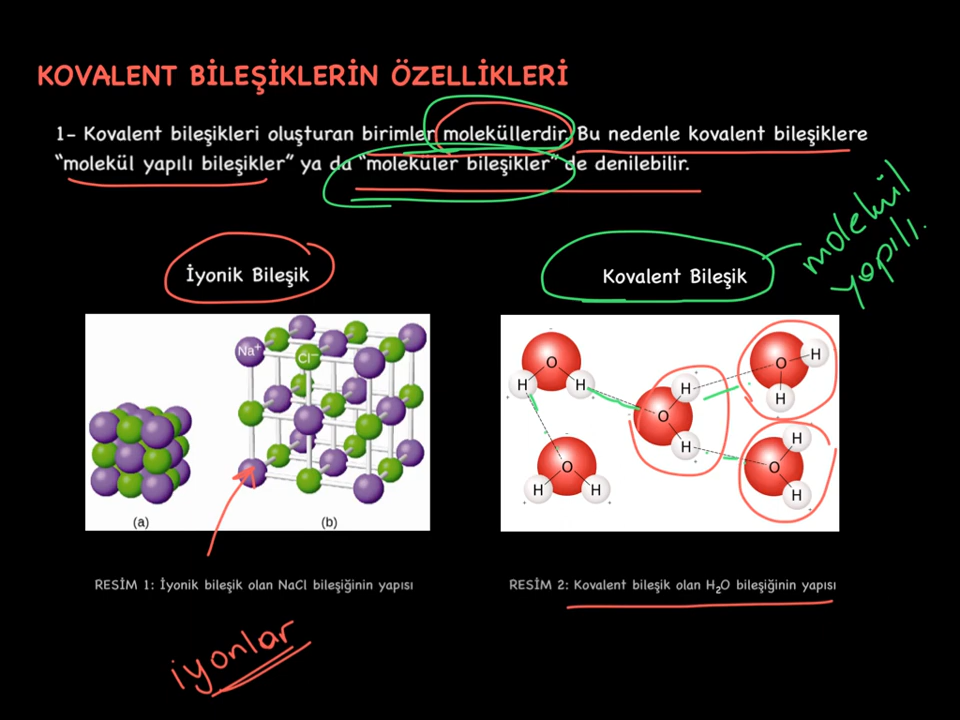 KOVALENT BİLEŞİKLERİN ÖZELLİKLERİ
1- Kovalent bileşikleri oluşturan birimler moleküllerdir. Bu nedenle kovalent bileşiklere
“molekül yapılı bileşikler” ya da “moleküler bileşikler” de denilebilir.
molekül
yapılı.
İyonik Bileşik
Kovalent Bileşik
Na+
Cl−
(a)
(b)
O
H
H
O
H
H
O
H
H
O
H
H
O
H
H
RESİM 1: İyonik bileşik olan NaCl bileşiğinin yapısı
RESİM 2: Kovalent bileşik olan H2O bileşiğinin yapısı
iyonlar